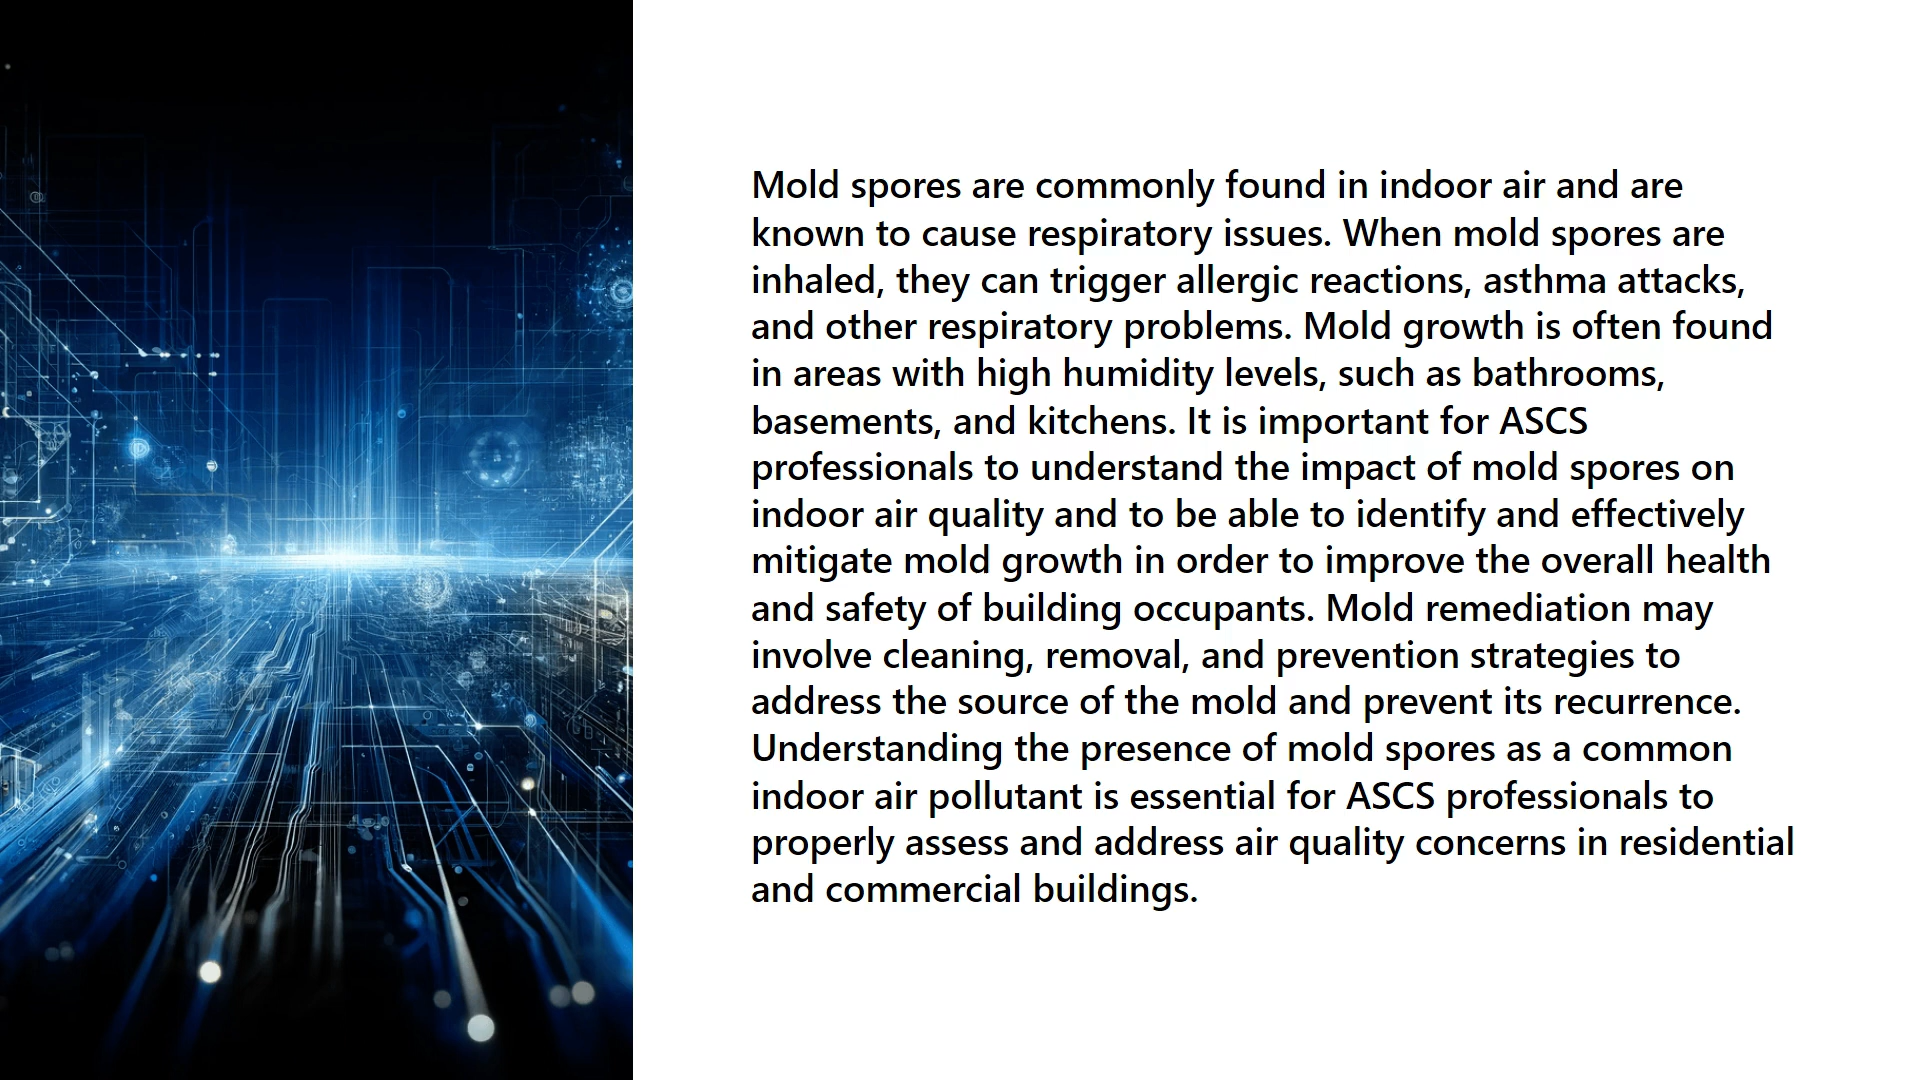 Mold spores are commonly found in indoor air and are
known to cause respiratory issues. When mold spores are
inhaled, they can trigger allergic reactions, asthma attacks,
and other respiratory problems. Mold growth is often found
in areas with high humidity levels, such as bathrooms,
basements, and kitchens. It is important for ASCS
professionals to understand the impact of mold spores on
indoor air quality and to be able to identify and effectively
mitigate mold growth in order to improve the overall health
and safety of building occupants. Mold remediation may
involve cleaning, removal, and prevention strategies to
address the source of the mold and prevent its recurrence.
Understanding the presence of mold spores as a common
indoor air pollutant is essential for ASCS professionals to
properly assess and address air quality concerns in residential
and commercial buildings.